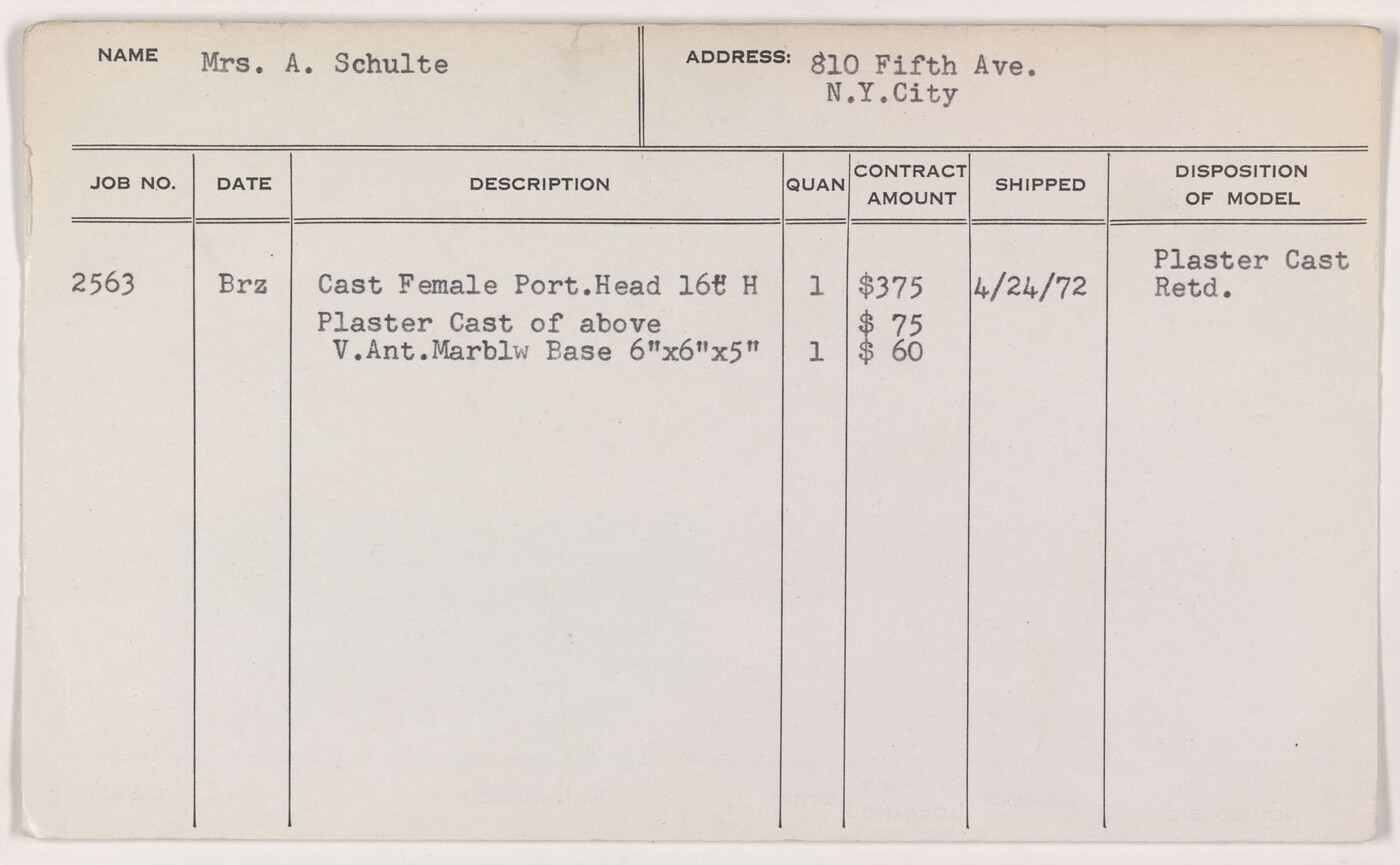 NAME Mrs. A. Schulte
ADDRESS: 810 Fifth Ave.
N.Y.City
JOB NO. DATE DESCRIPTION QUAN CONTRACT AMOUNT SHIPPED DISPOSITION OF MODEL
Plaster Cast
2563 Brz Cast Female Port.Head 16" H 1 $375 4/24/72 Retd.
Plaster Cast of above $ 75
V.Ant.Marblw Base 6"x6"x5" 1 $ 60